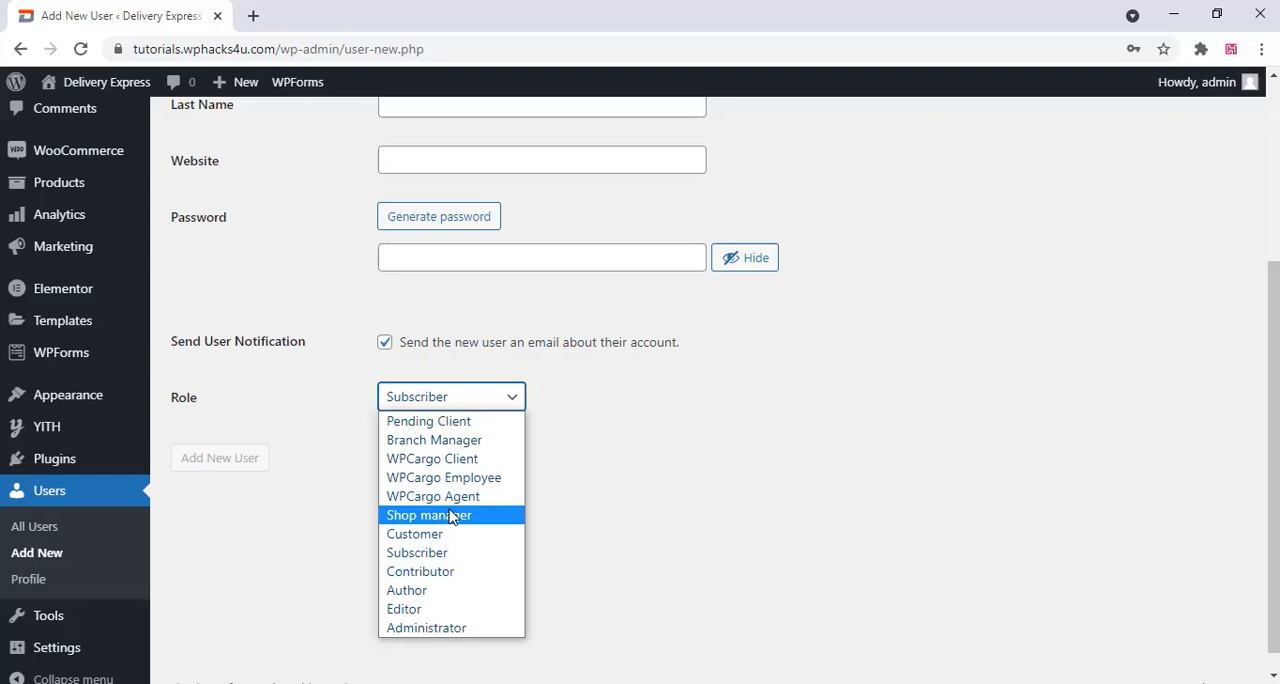 Add New User ‹ Delivery Express
tutorials.wphacks4u.com/wp-admin/user-new.php
Delivery Express 0 New WPForms Howdy, admin
Comments
WooCommerce
Products
Analytics
Marketing
Elementor
Templates
WPForms
Appearance
YITH
Plugins
Users
All Users
Add New
Profile
Tools
Settings
Collapse menu
Last Name
Website
Password Generate password
Hide
Send User Notification Send the new user an email about their account.
Role Subscriber
Add New User
Pending Client
Branch Manager
WPCargo Client
WPCargo Employee
WPCargo Agent
Shop manager
Customer
Subscriber
Contributor
Author
Editor
Administrator